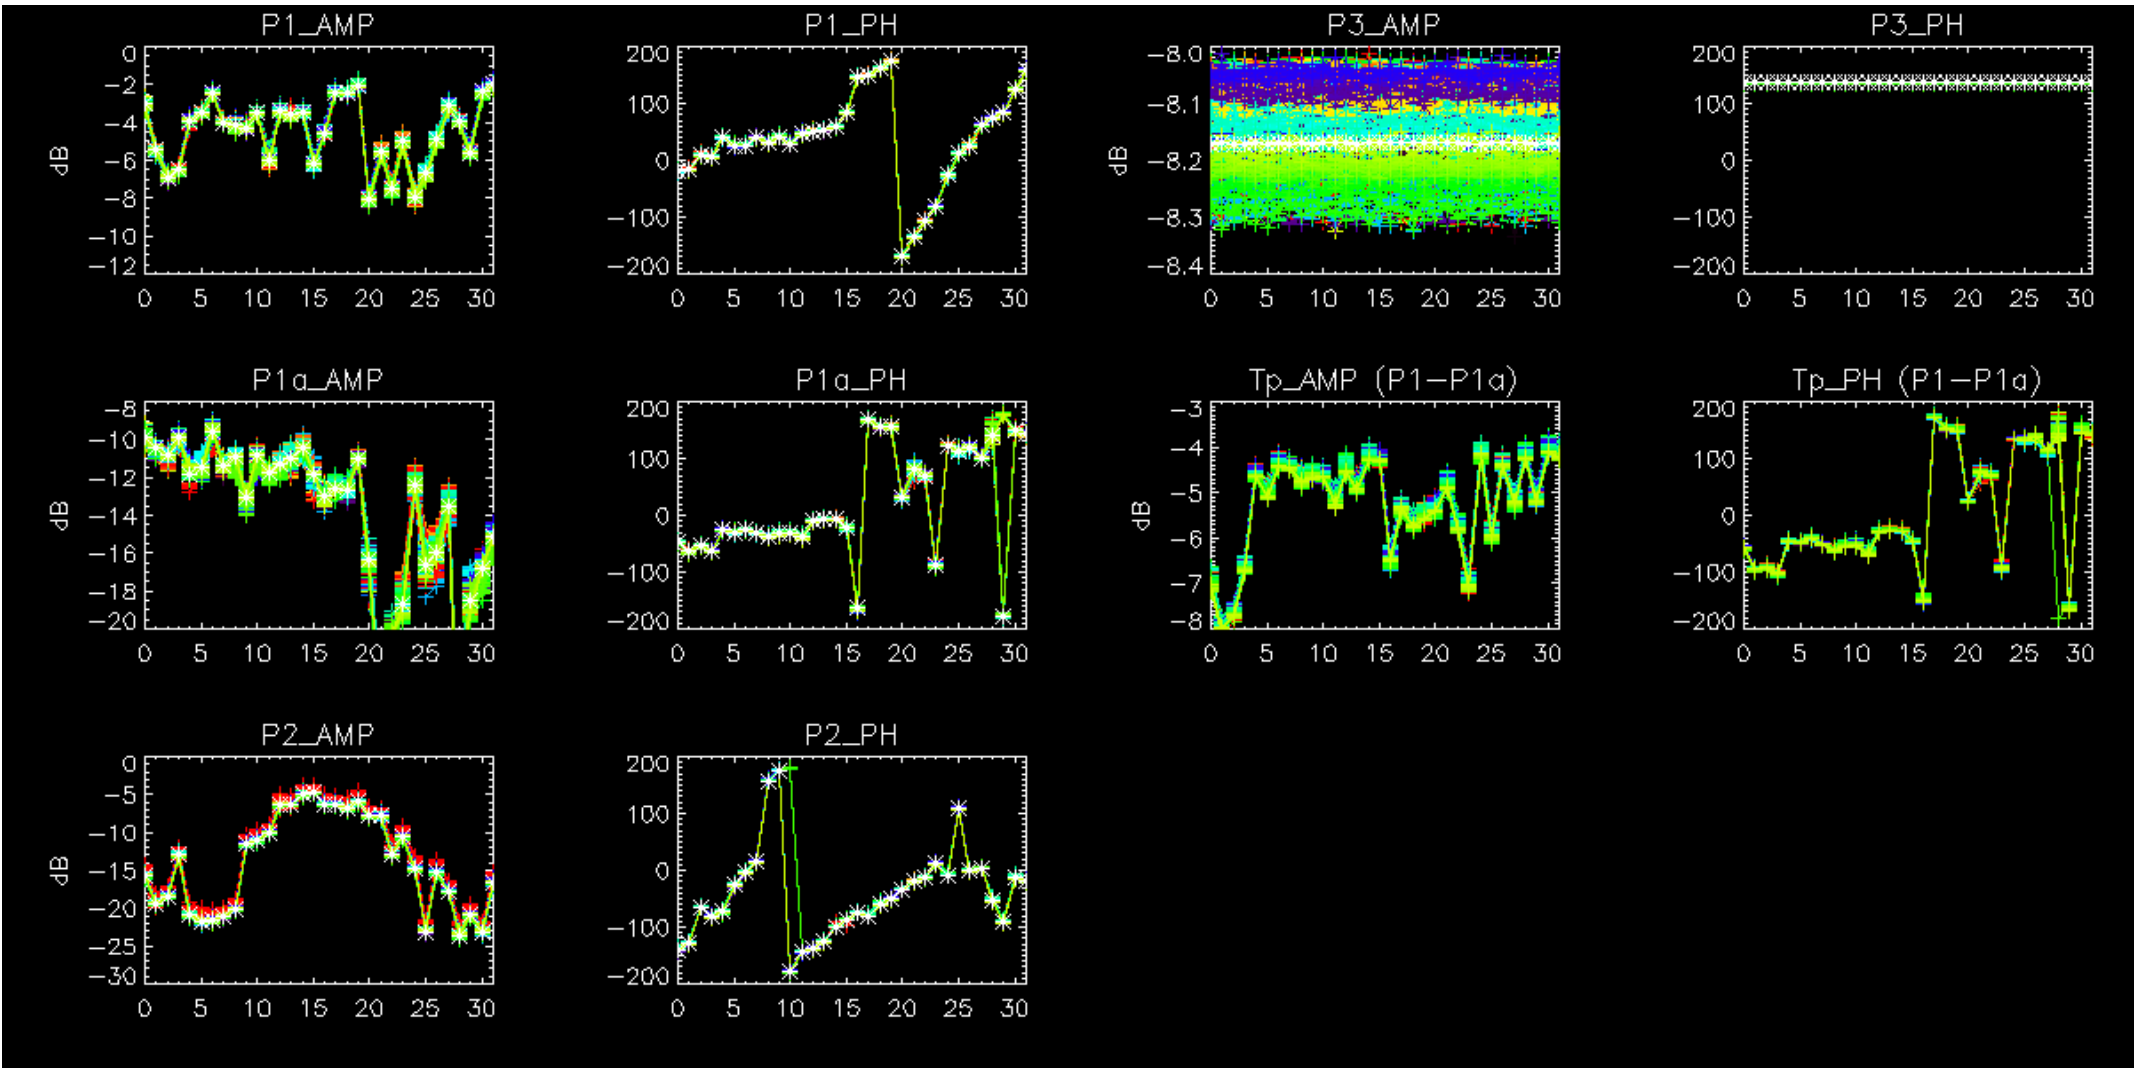 P1_AMP
0
−2
−4
−6
−8
−10
−12
dB
0 5 10 15 20 25 30
P1_PH
200
100
0
−100
−200
0 5 10 15 20 25 30
P3_AMP
−8.0
−8.1
−8.2
−8.3
−8.4
dB
0 5 10 15 20 25 30
P3_PH
200
100
0
−100
−200
0 5 10 15 20 25 30
P1a_AMP
−8
−10
−12
−14
−16
−18
−20
dB
0 5 10 15 20 25 30
P1a_PH
200
100
0
−100
−200
0 5 10 15 20 25 30
Tp_AMP (P1−P1a)
−3
−4
−5
−6
−7
−8
dB
0 5 10 15 20 25 30
Tp_PH (P1−P1a)
200
100
0
−100
−200
0 5 10 15 20 25 30
P2_AMP
0
−5
−10
−15
−20
−25
−30
dB
0 5 10 15 20 25 30
P2_PH
200
100
0
−100
−200
0 5 10 15 20 25 30